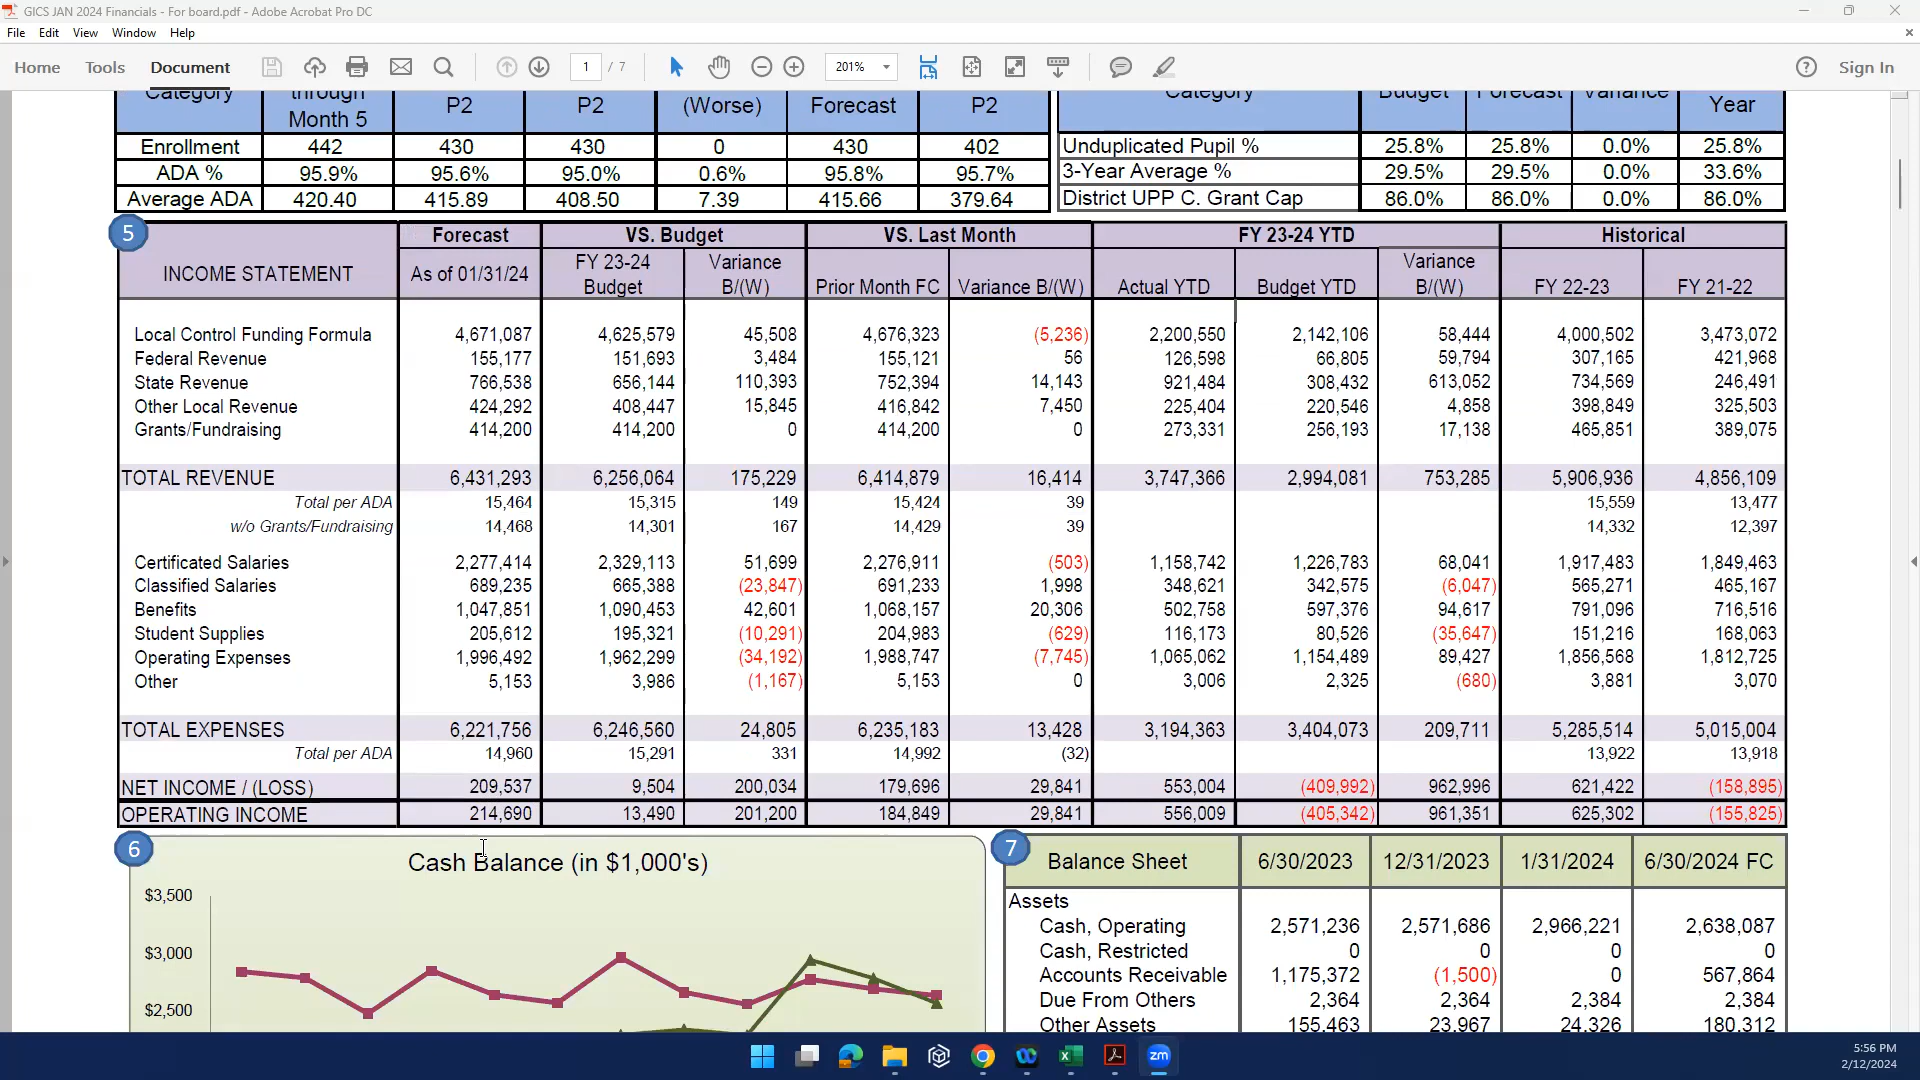 GICS JAN 2024 Financials - For board.pdf - Adobe Acrobat Pro DC
File Edit View Window Help
Home Tools Document 1 / 7 201% Sign In
Category through Month 5 P2 P2 (Worse) Forecast P2
Enrollment 442 430 430 0 430 402
ADA % 95.9% 95.6% 95.0% 0.6% 95.8% 95.7%
Average ADA 420.40 415.89 408.50 7.39 415.66 379.64
Category Budget Forecast Variance Year
Unduplicated Pupil % 25.8% 25.8% 0.0% 25.8%
3-Year Average % 29.5% 29.5% 0.0% 33.6%
District UPP C. Grant Cap 86.0% 86.0% 0.0% 86.0%
5 Forecast VS. Budget VS. Last Month FY 23-24 YTD Historical
INCOME STATEMENT As of 01/31/24 FY 23-24 Budget Variance B/(W) Prior Month FC Variance B/(W) Actual YTD Budget YTD Variance B/(W) FY 22-23 FY 21-22
Local Control Funding Formula 4,671,087 4,625,579 45,508 4,676,323 (5,236) 2,200,550 2,142,106 58,444 4,000,502 3,473,072
Federal Revenue 155,177 151,693 3,484 155,121 56 126,598 66,805 59,794 307,165 421,968
State Revenue 766,538 656,144 110,393 752,394 14,143 921,484 308,432 613,052 734,569 246,491
Other Local Revenue 424,292 408,447 15,845 416,842 7,450 225,404 220,546 4,858 398,849 325,503
Grants/Fundraising 414,200 414,200 0 414,200 0 273,331 256,193 17,138 465,851 389,075
TOTAL REVENUE 6,431,293 6,256,064 175,229 6,414,879 16,414 3,747,366 2,994,081 753,285 5,906,936 4,856,109
Total per ADA 15,464 15,315 149 15,424 39 15,559 13,477
w/o Grants/Fundraising 14,468 14,301 167 14,429 39 14,332 12,397
Certificated Salaries 2,277,414 2,329,113 51,699 2,276,911 (503) 1,158,742 1,226,783 68,041 1,917,483 1,849,463
Classified Salaries 689,235 665,388 (23,847) 691,233 1,998 348,621 342,575 (6,047) 565,271 465,167
Benefits 1,047,851 1,090,453 42,601 1,068,157 20,306 502,758 597,376 94,617 791,096 716,516
Student Supplies 205,612 195,321 (10,291) 204,983 (629) 116,173 80,526 (35,647) 151,216 168,063
Operating Expenses 1,996,492 1,962,299 (34,192) 1,988,747 (7,745) 1,065,062 1,154,489 89,427 1,856,568 1,812,725
Other 5,153 3,986 (1,167) 5,153 0 3,006 2,325 (680) 3,881 3,070
TOTAL EXPENSES 6,221,756 6,246,560 24,805 6,235,183 13,428 3,194,363 3,404,073 209,711 5,285,514 5,015,004
Total per ADA 14,960 15,291 331 14,992 (32) 13,922 13,918
NET INCOME / (LOSS) 209,537 9,504 200,034 179,696 29,841 553,004 (409,992) 962,996 621,422 (158,895)
OPERATING INCOME 214,690 13,490 201,200 184,849 29,841 556,009 (405,342) 961,351 625,302 (155,825)
6 Cash Balance (in $1,000's)
$3,500
$3,000
$2,500
7 Balance Sheet 6/30/2023 12/31/2023 1/31/2024 6/30/2024 FC
Assets
Cash, Operating 2,571,236 2,571,686 2,966,221 2,638,087
Cash, Restricted 0 0 0 0
Accounts Receivable 1,175,372 (1,500) 0 567,864
Due From Others 2,364 2,364 2,384 2,384
Other Assets 155,463 23,967 24,326 180,312
zm
5:56 PM
2/12/2024